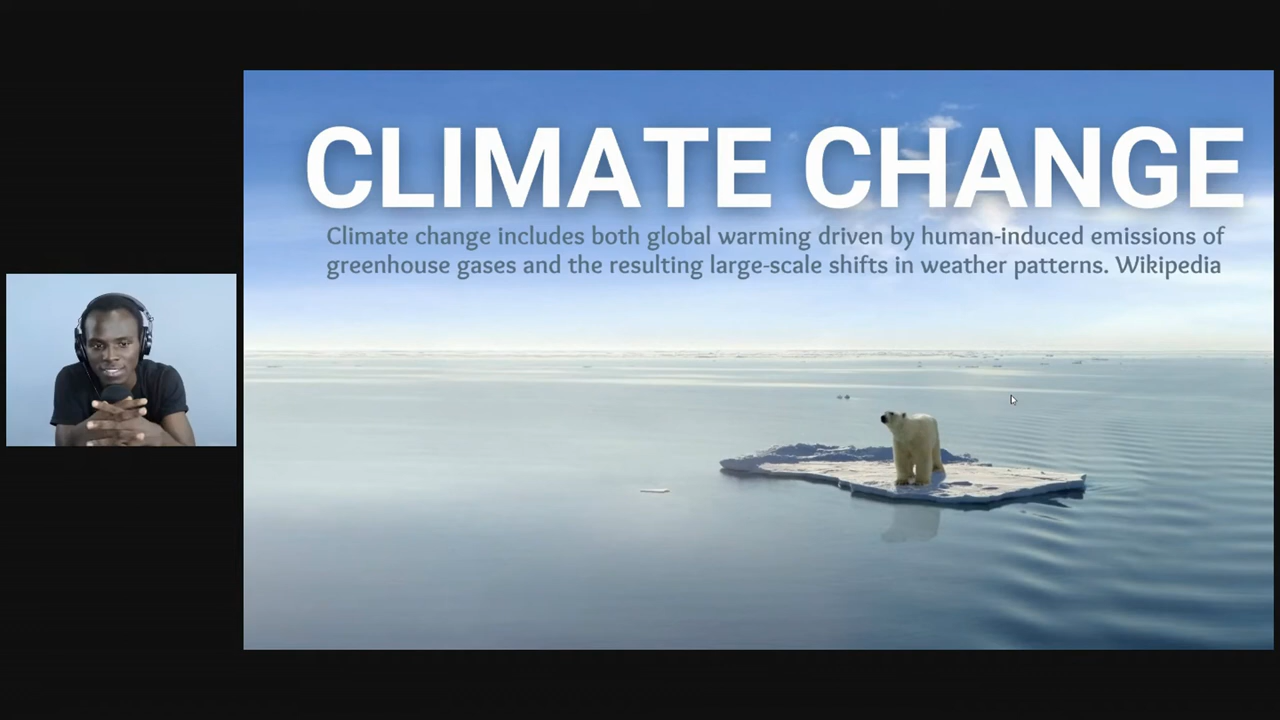 CLIMATE CHANGE
Climate change includes both global warming driven by human-induced emissions of
greenhouse gases and the resulting large-scale shifts in weather patterns. Wikipedia